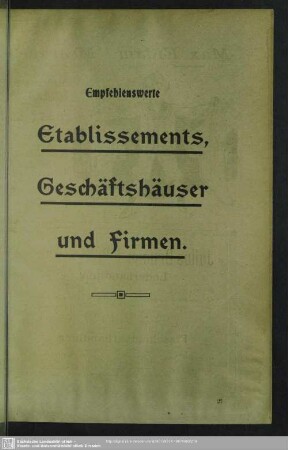 Empfehlenswerte
Etablissements,
Geschäftshäuser
und Firmen.